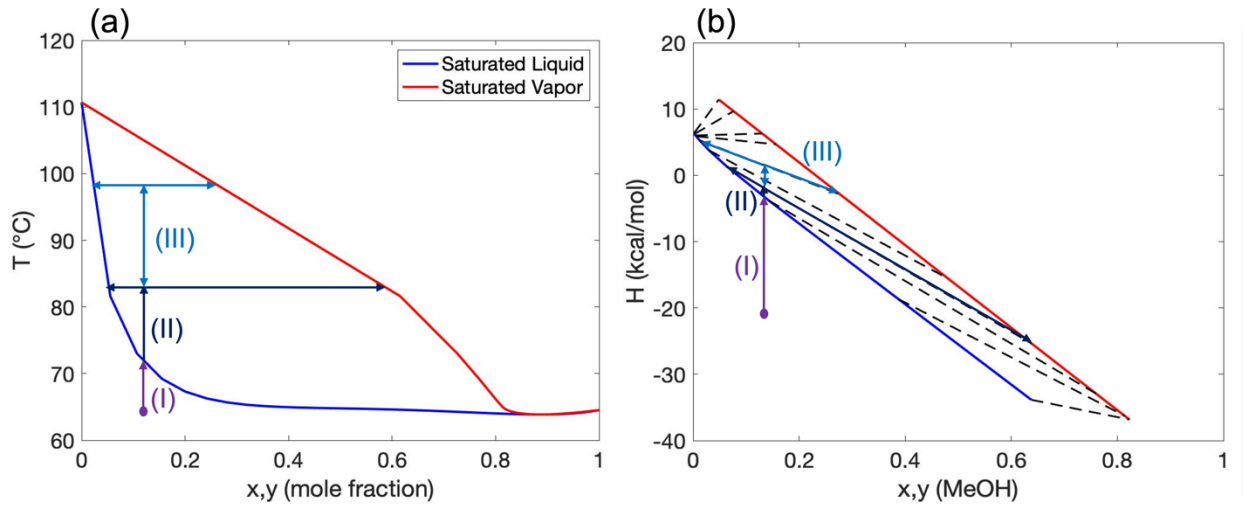 (a)
120
110
100
90
80
70
60
T (°C)
Saturated Liquid
Saturated Vapor
(III)
(II)
(I)
0
0.2
0.4
0.6
0.8
1
x,y (mole fraction)
(b)
20
10
0
-10
-20
-30
-40
H (kcal/mol)
(III)
(II)
(I)
0
0.2
0.4
0.6
0.8
1
x,y (MeOH)